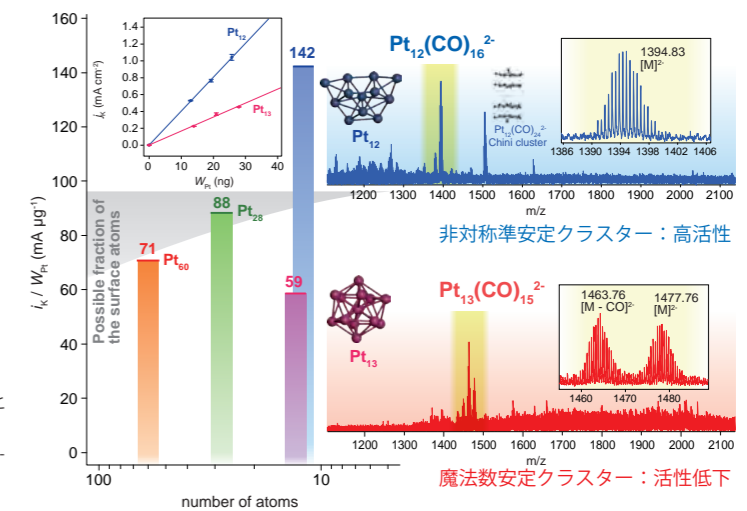 160
140
120
100
80
60
40
20
0
i_K / W_Pt (mA µg⁻¹)
100
10
number of atoms
1.4
1.2
1.0
0.8
0.6
0.4
0.2
0.0
j_K (mA cm⁻²)
0 10 20 30 40
W_Pt (ng)
Pt₁₂
Pt₁₃
142
88
Pt₂₈
71
Pt₆₀
59
Possible fraction of
the surface atoms
Pt₁₂(CO)₁₆²⁻
Pt₁₂
Pt₁₂(CO)₂₄²⁻
Chini cluster
1394.83
[M]²⁻
1386 1390 1394 1398 1402 1406
1200 1300 1400 1500 1600 1700 1800 1900 2000 2100
m/z
非対称準安定クラスター：高活性
Pt₁₃(CO)₁₅²⁻
Pt₁₃
1463.76
[M - CO]²⁻
1477.76
[M]²⁻
1460 1470 1480
1200 1300 1400 1500 1600 1700 1800 1900 2000 2100
m/z
魔法数安定クラスター：活性低下